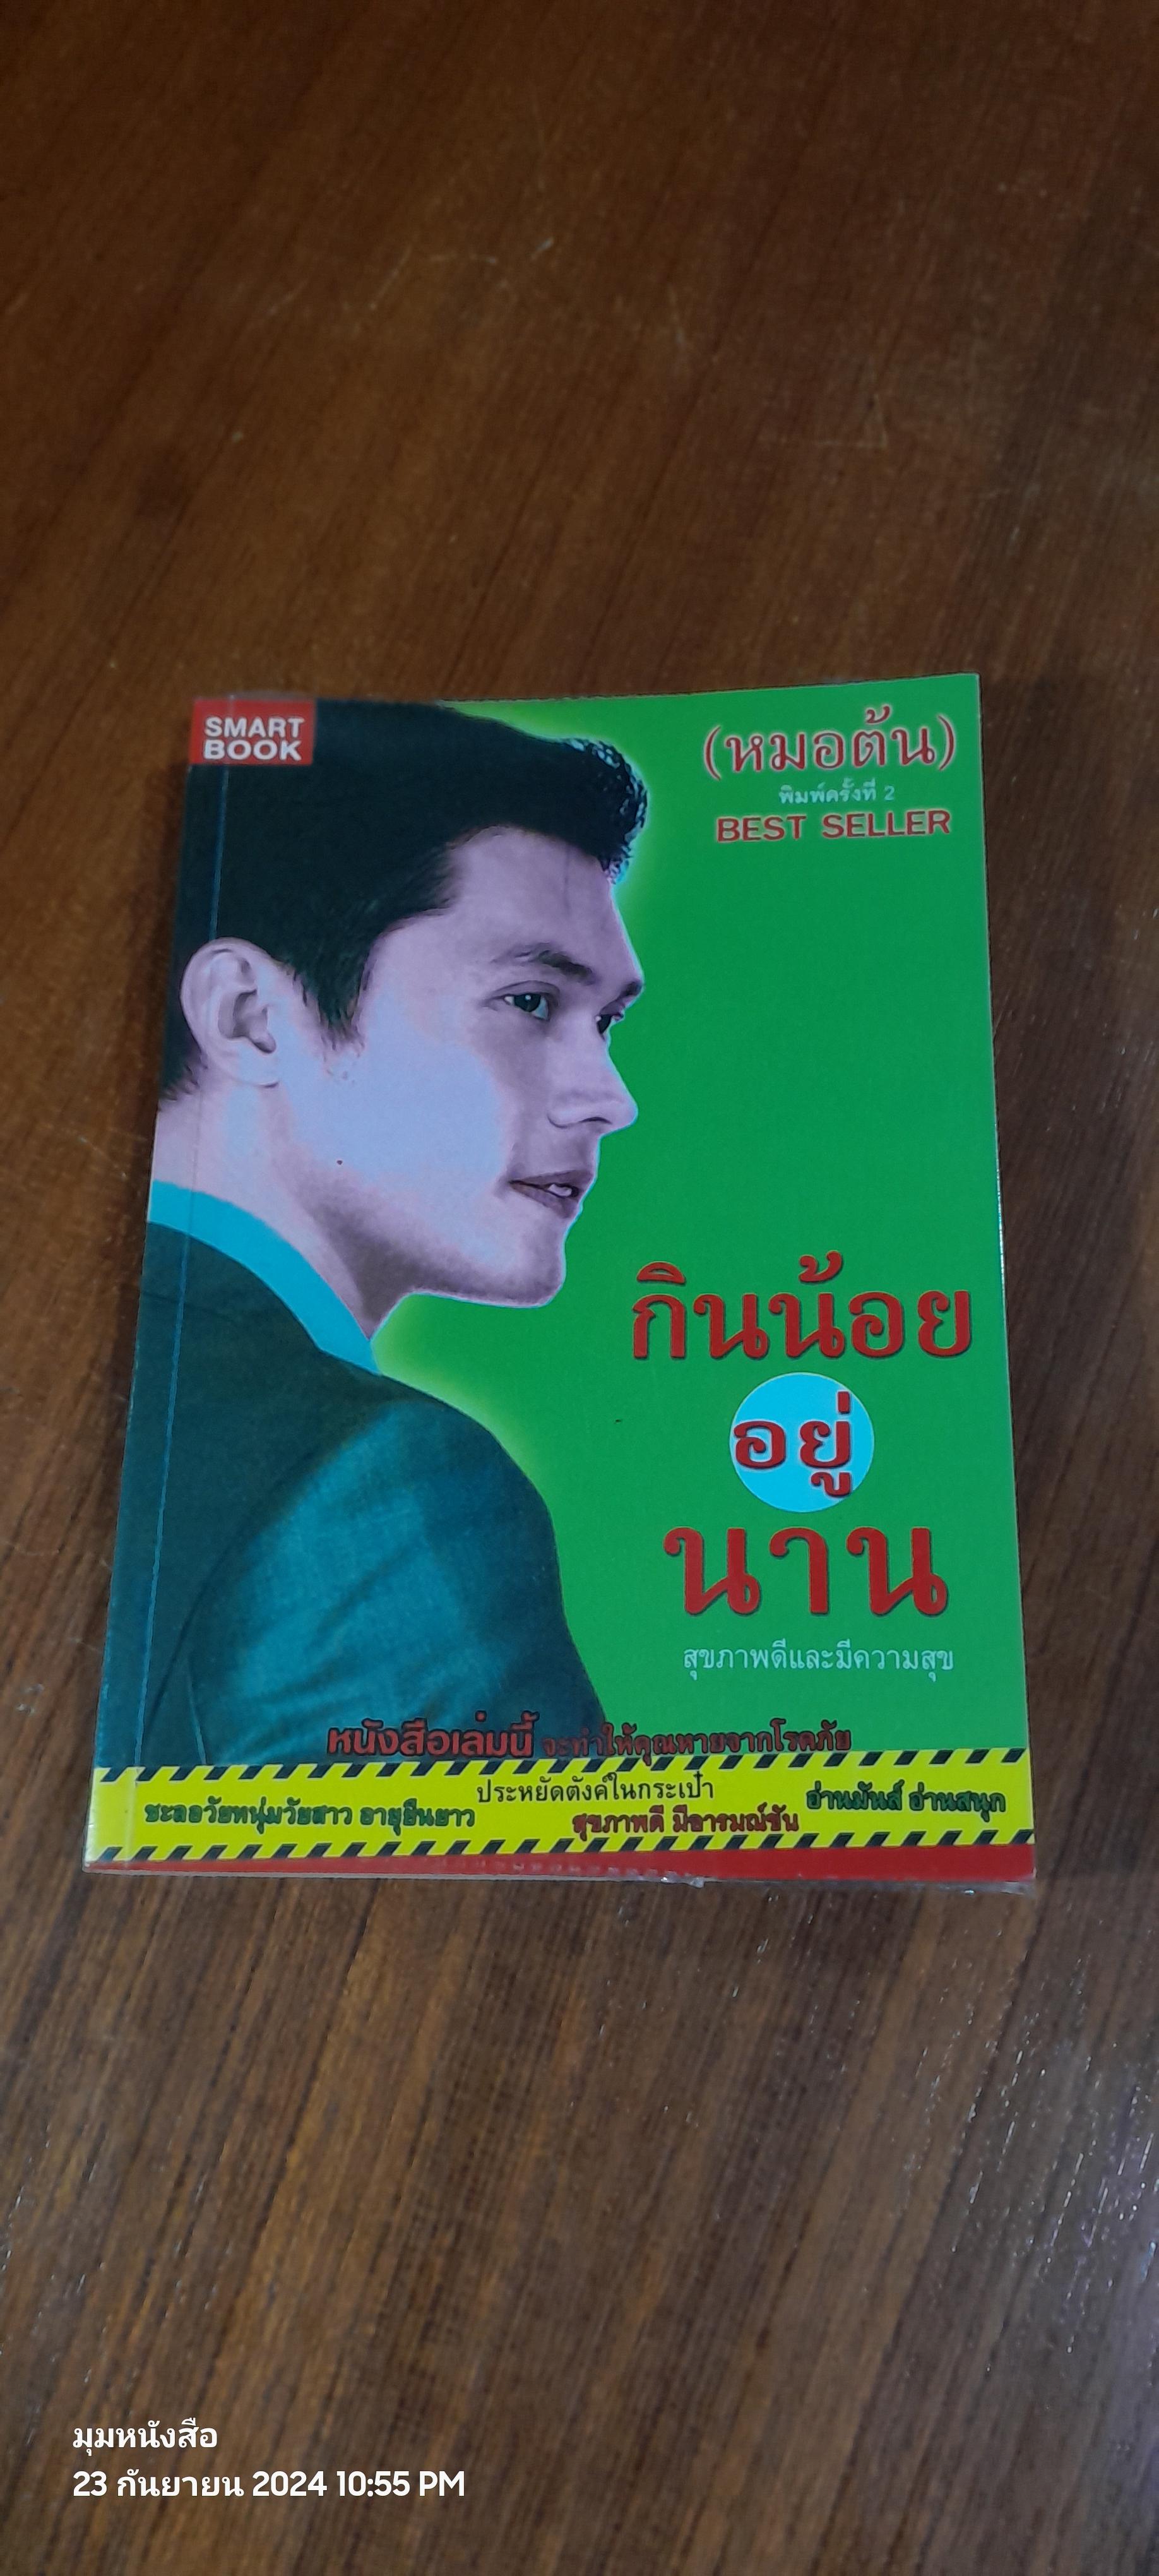 SMART
BOOK
(หมอต้น)
พิมพ์ครั้งที่ 2
BEST SELLER
กินน้อย
อยู่
นาน
สุขภาพดีและมีความสุข
หนังสือเล่มนี้ จะทำให้คุณหายจากโรคภัย
ประหยัดตังค์ในกระเป๋า
ชะลอวัยหนุ่มวัยสาว อายุยืนยาว
สุขภาพดี มีอารมณ์ขัน
อ่านมันส์ อ่านสนุก
มุมหนังสือ
23 กันยายน 2024 10:55 PM